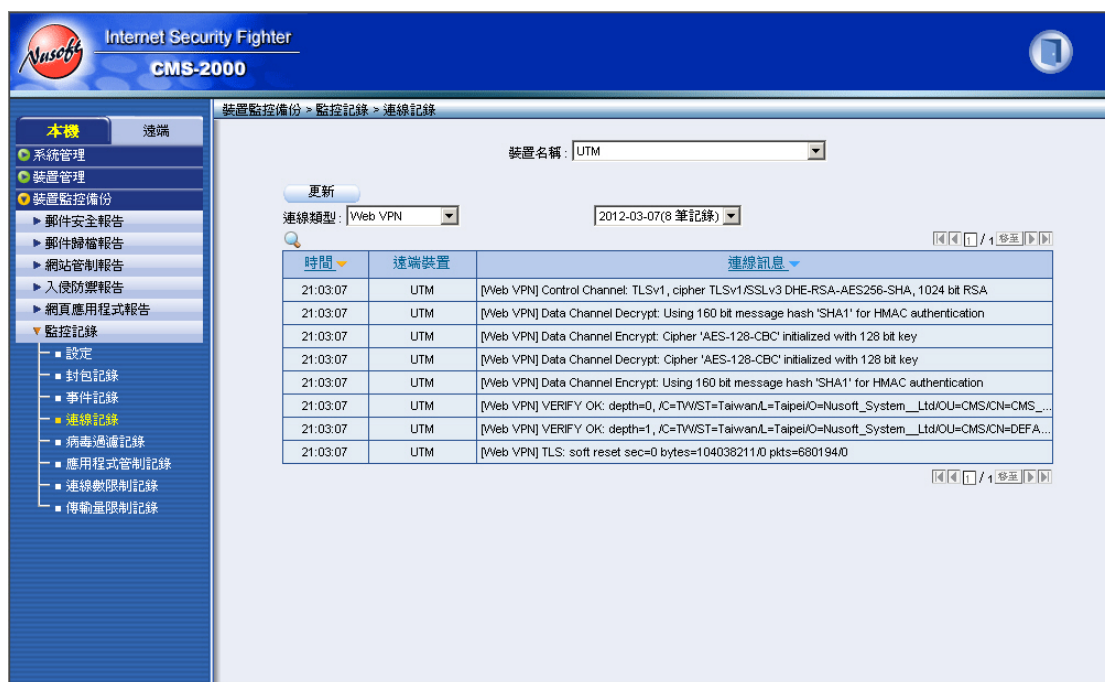 Nusoft
Internet Security Fighter
CMS-2000
裝置監控備份 > 監控記錄 > 連線記錄
本機 遠端
系統管理
裝置管理
裝置監控備份
郵件安全報告
郵件歸檔報告
網站管制報告
入侵防禦報告
網頁應用程式報告
監控記錄
設定
封包記錄
事件記錄
連線記錄
病毒過濾記錄
應用程式管制記錄
連線數限制記錄
傳輸量限制記錄
裝置名稱 : UTM
更新
連線類型 : Web VPN 2012-03-07(8 筆記錄)
1 / 1 移至
時間 遠端裝置 連線訊息
21:03:07 UTM [Web VPN] Control Channel: TLSv1, cipher TLSv1/SSLv3 DHE-RSA-AES256-SHA, 1024 bit RSA
21:03:07 UTM [Web VPN] Data Channel Decrypt: Using 160 bit message hash 'SHA1' for HMAC authentication
21:03:07 UTM [Web VPN] Data Channel Encrypt: Cipher 'AES-128-CBC' initialized with 128 bit key
21:03:07 UTM [Web VPN] Data Channel Decrypt: Cipher 'AES-128-CBC' initialized with 128 bit key
21:03:07 UTM [Web VPN] Data Channel Encrypt: Using 160 bit message hash 'SHA1' for HMAC authentication
21:03:07 UTM [Web VPN] VERIFY OK: depth=0, /C=TW/ST=Taiwan/L=Taipei/O=Nusoft_System__Ltd/OU=CMS/CN=CMS_...
21:03:07 UTM [Web VPN] VERIFY OK: depth=1, /C=TW/ST=Taiwan/L=Taipei/O=Nusoft_System__Ltd/OU=CMS/CN=DEFA...
21:03:07 UTM [Web VPN] TLS: soft reset sec=0 bytes=104038211/0 pkts=680194/0
1 / 1 移至